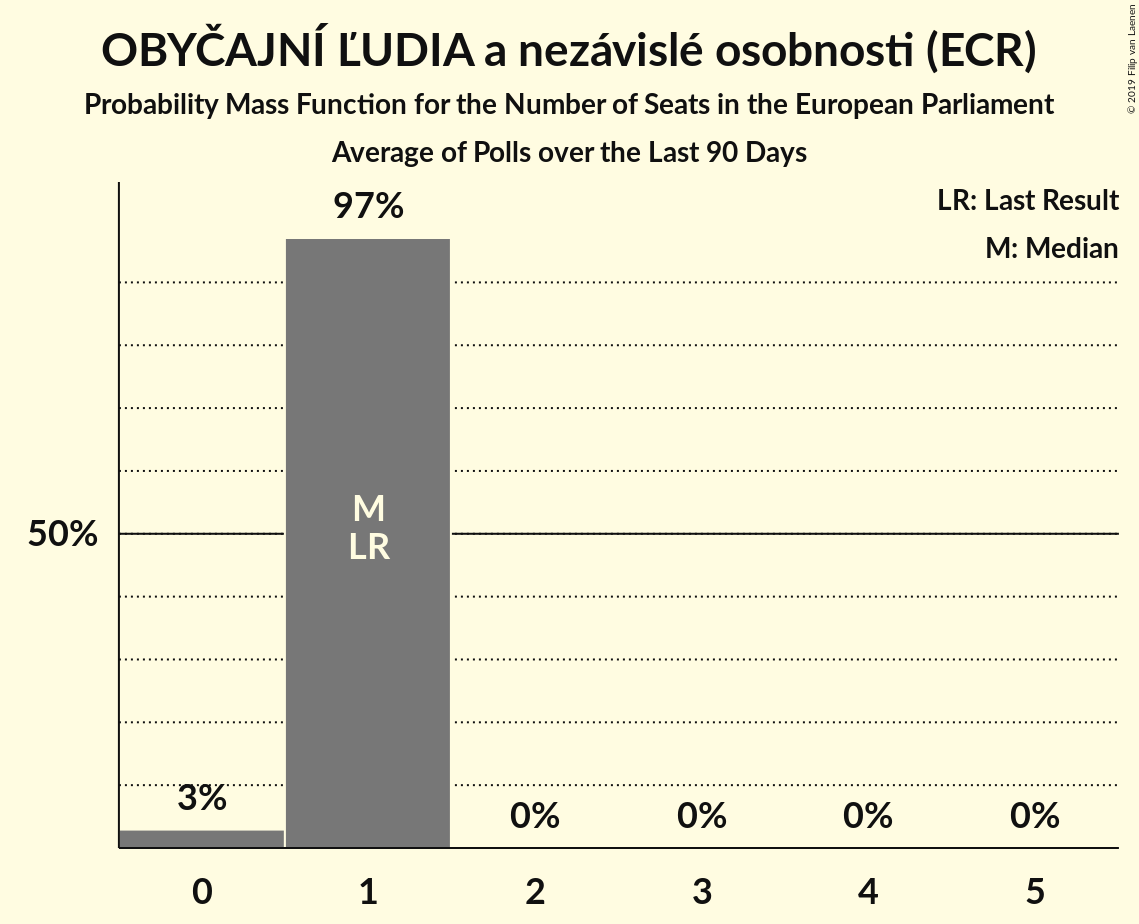 OBYČAJNÍ ĽUDIA a nezávislé osobnosti (ECR)
Probability Mass Function for the Number of Seats in the European Parliament
Average of Polls over the Last 90 Days
© 2019 Filip van Laenen
LR: Last Result
M: Median
97%
M
LR
50%
3%
0%
0%
0%
0%
0
1
2
3
4
5